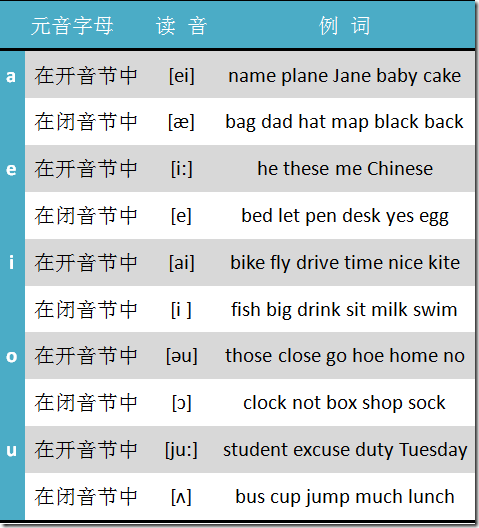 元音字母 读 音 例 词
a 在开音节中 [ei] name plane Jane baby cake
在闭音节中 [æ] bag dad hat map black back
e 在开音节中 [i:] he these me Chinese
在闭音节中 [e] bed let pen desk yes egg
i 在开音节中 [ai] bike fly drive time nice kite
在闭音节中 [i ] fish big drink sit milk swim
o 在开音节中 [əu] those close go hoe home no
在闭音节中 [ɔ] clock not box shop sock
u 在开音节中 [ju:] student excuse duty Tuesday
在闭音节中 [ʌ] bus cup jump much lunch